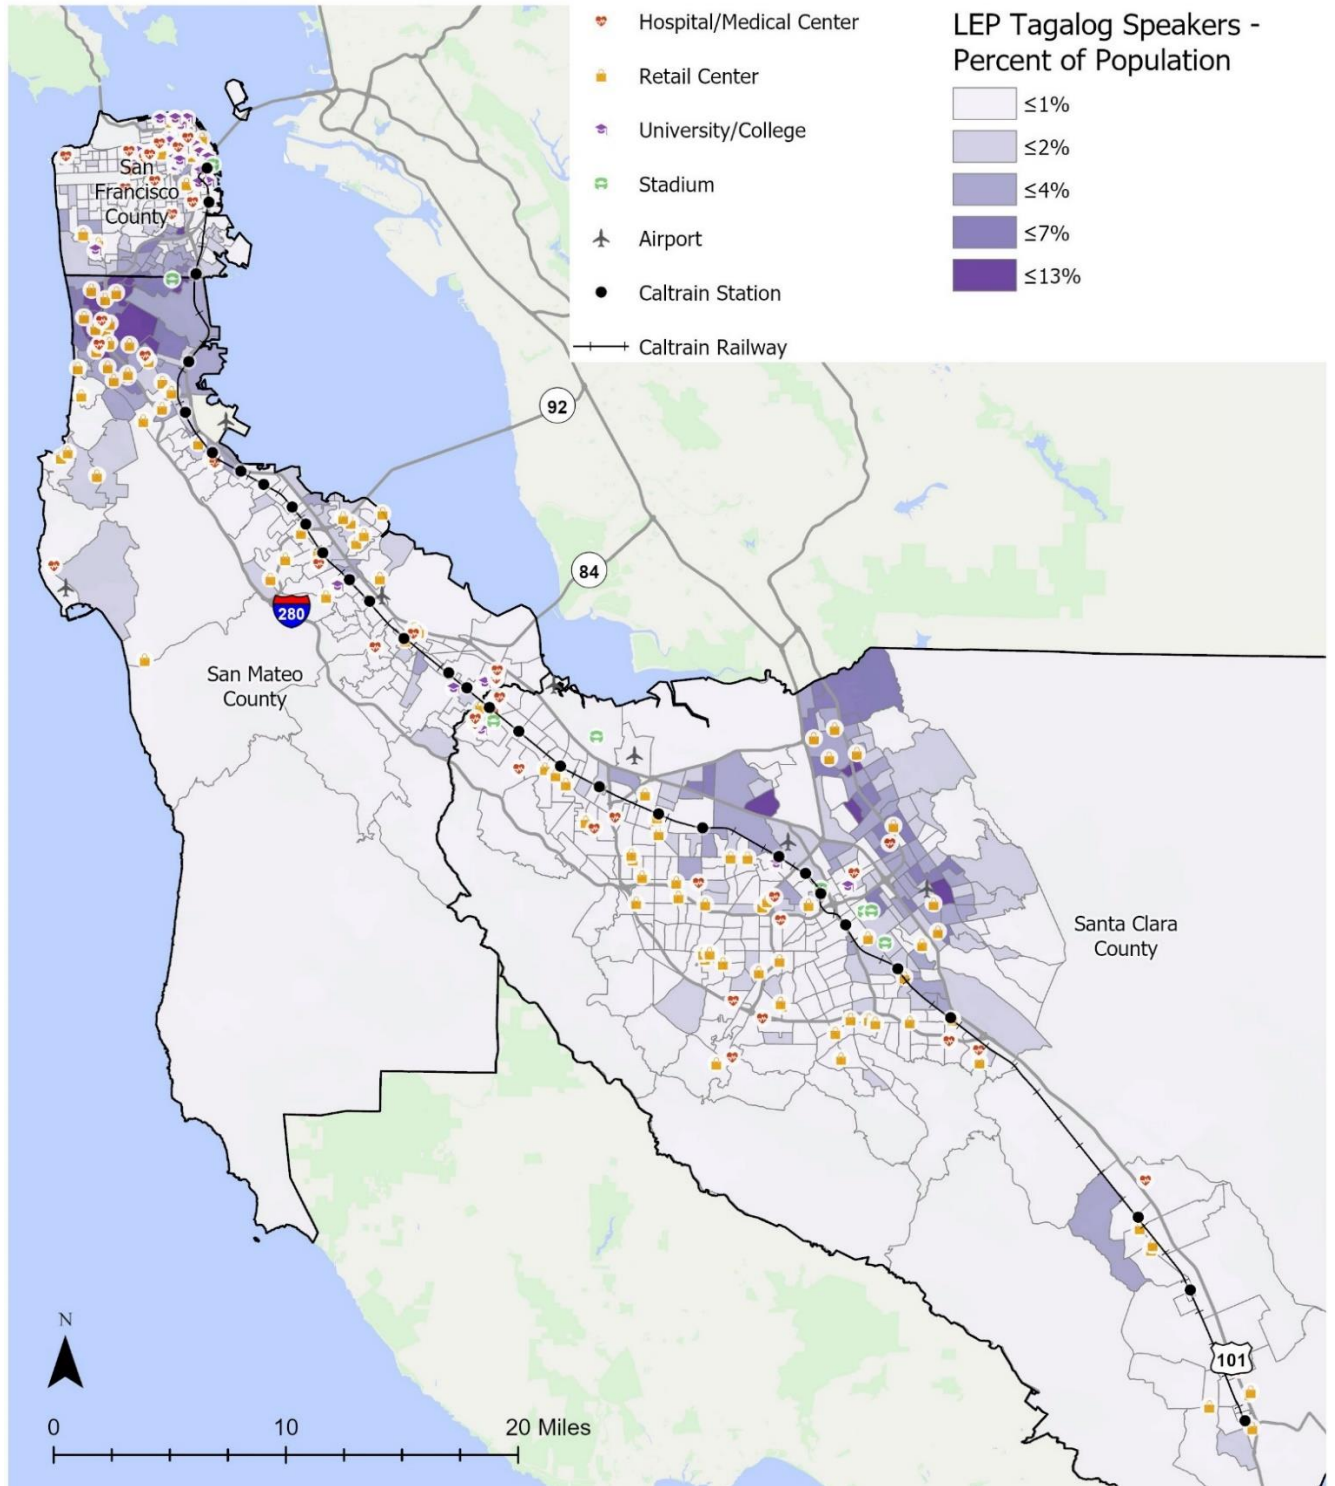 Hospital/Medical Center
Retail Center
University/College
Stadium
Airport
Caltrain Station
Caltrain Railway
LEP Tagalog Speakers -
Percent of Population
≤1%
≤2%
≤4%
≤7%
≤13%
San
Francisco
County
92
84
280
San Mateo
County
Santa Clara
County
101
N
0 10 20 Miles